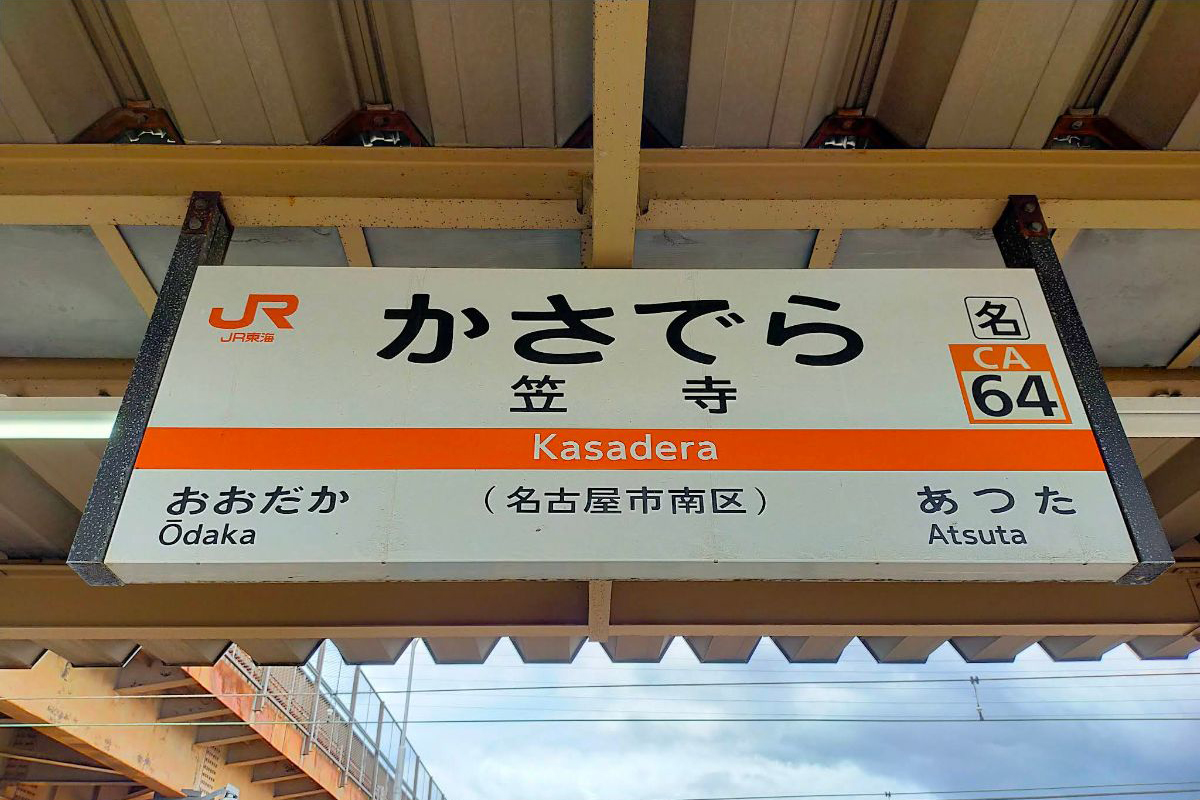 JR
JR東海
かさでら
笠寺
名
CA
64
Kasadera
おおだか
Ōdaka
(名古屋市南区)
あつた
Atsuta